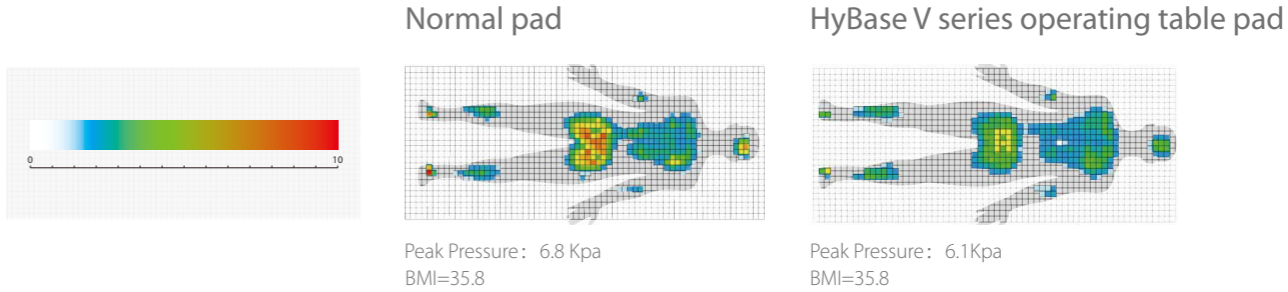 Normal pad
HyBase V series operating table pad
0 10
Peak Pressure： 6.8 Kpa
BMI=35.8
Peak Pressure： 6.1Kpa
BMI=35.8